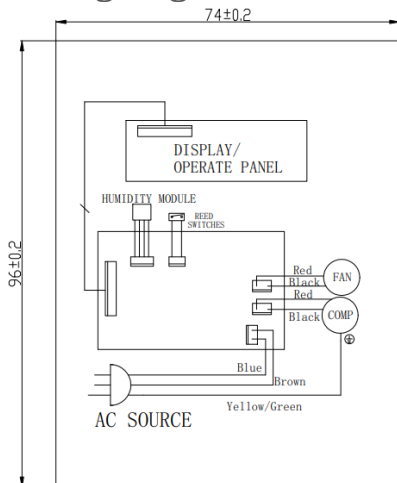 74±0.2
96±0.2
DISPLAY/
OPERATE PANEL
HUMIDITY MODULE
REED
SWITCHES
Red
Black
FAN
Red
Black
COMP
Blue
Brown
Yellow/Green
AC SOURCE